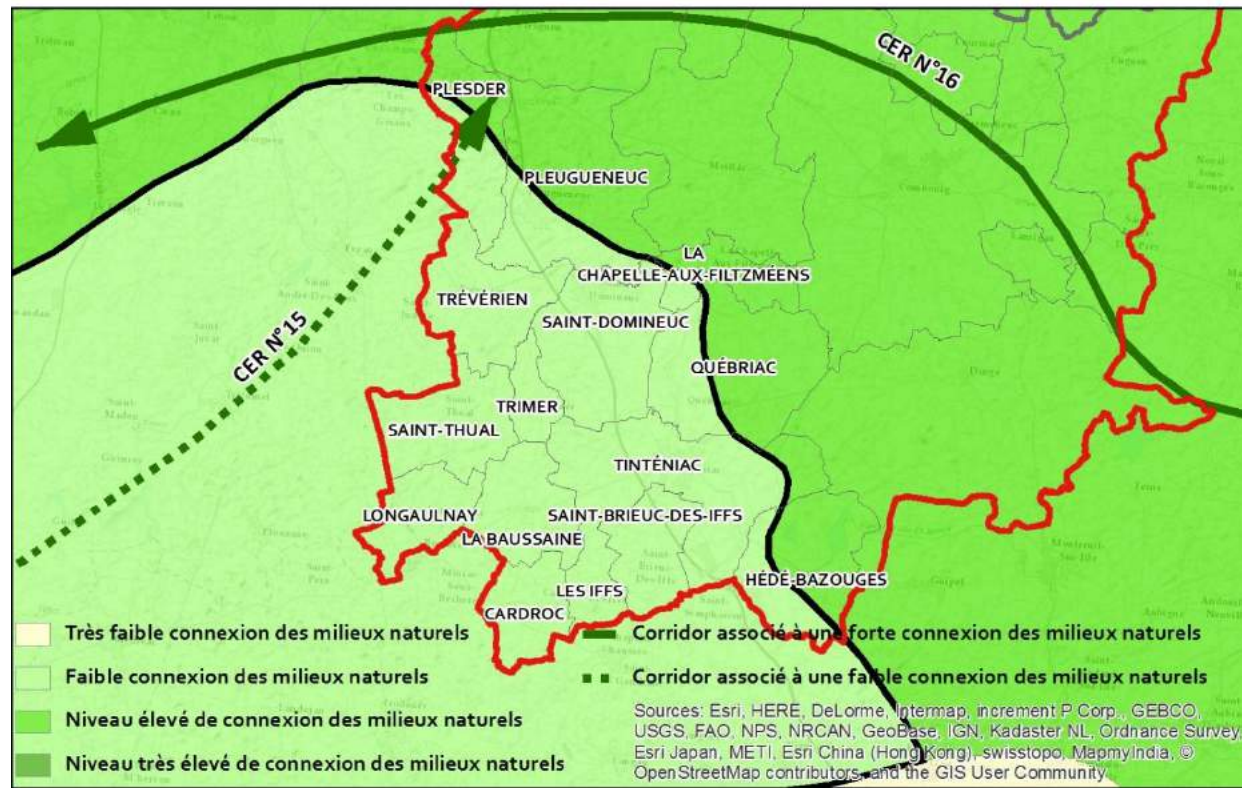 CER N°16
PLESDER
PLEUGUENEUC
LA
CHAPELLE-AUX-FILTZMÉENS
TRÉVÉRIEN
SAINT-DOMINEUC
CER N°15
QUÉBRIAC
TRIMER
SAINT-THUAL
TINTÉNIAC
LONGAULNAY
SAINT-BRIEUC-DES-IFFS
LA BAUSSAINE
HÉDÉ-BAZOUGES
LES IFFS
CARDROC
Très faible connexion des milieux naturels
Faible connexion des milieux naturels
Niveau élevé de connexion des milieux naturels
Niveau très élevé de connexion des milieux naturels
Corridor associé à une forte connexion des milieux naturels
Corridor associé à une faible connexion des milieux naturels
Sources: Esri, HERE, DeLorme, Intermap, increment P Corp., GEBCO,
USGS, FAO, NPS, NRCAN, GeoBase, IGN, Kadaster NL, Ordnance Survey,
Esri Japan, METI, Esri China (Hong Kong), swisstopo, MapmyIndia, ©
OpenStreetMap contributors, and the GIS User Community